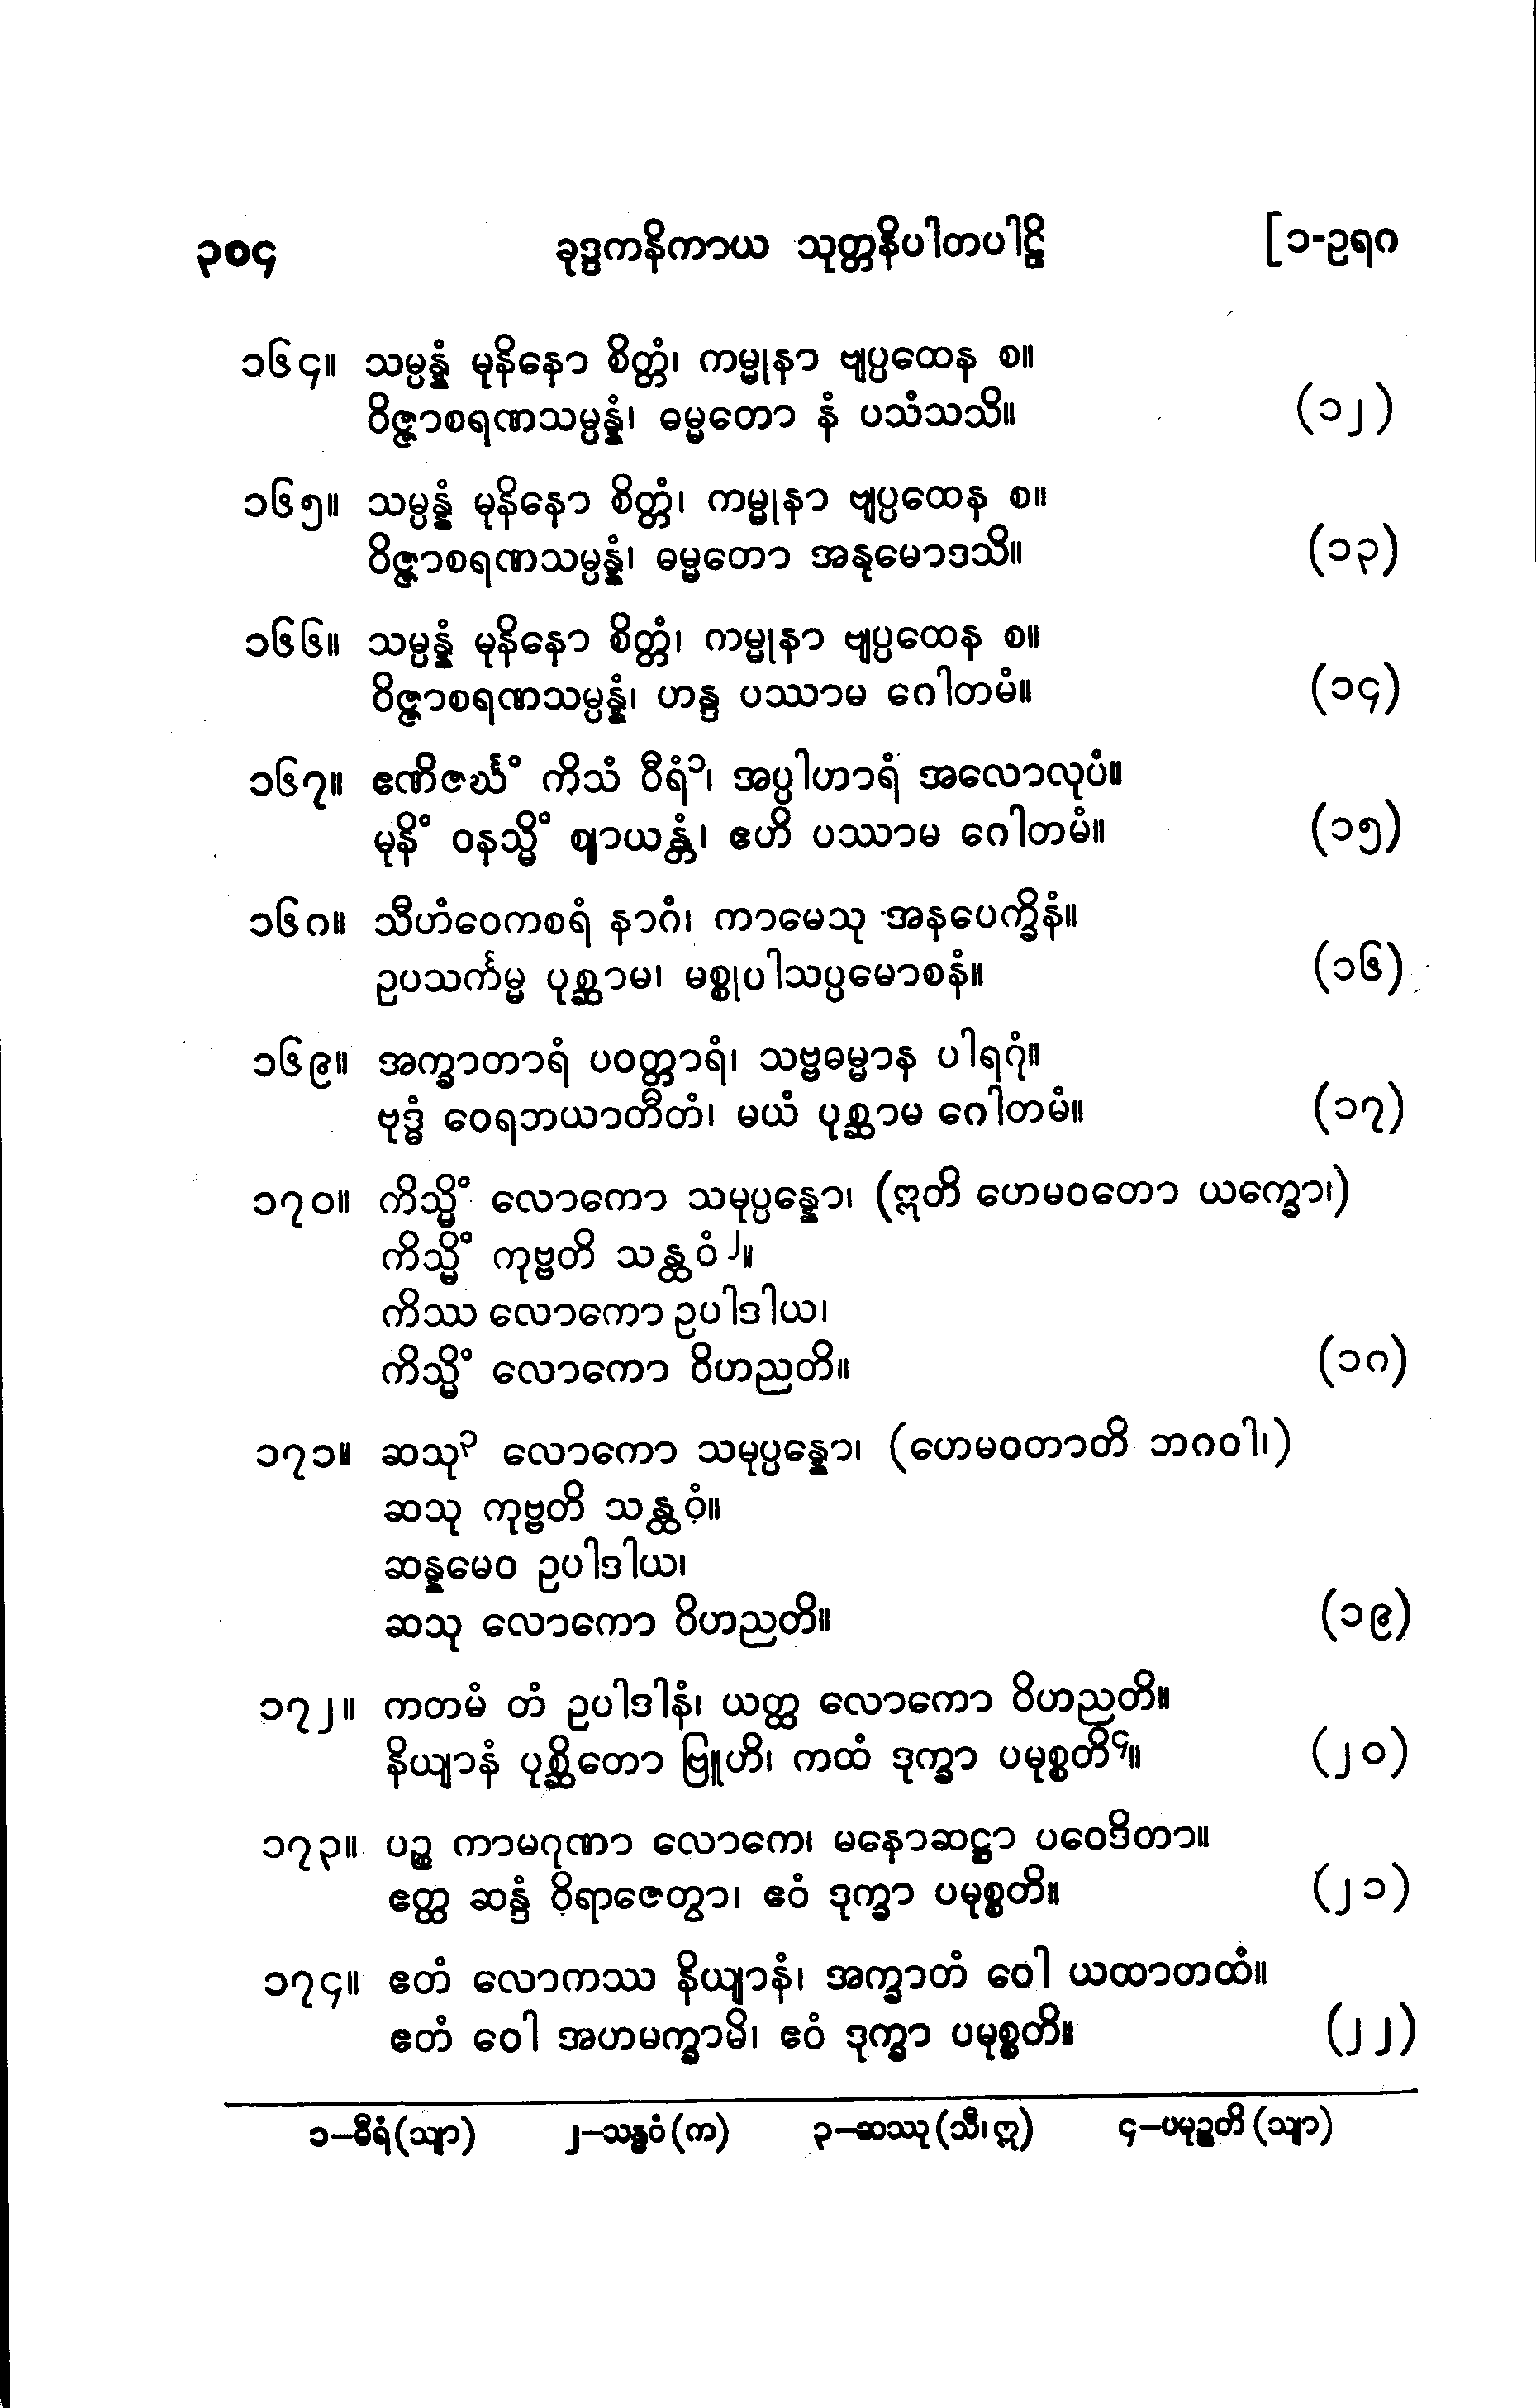 ၃၀၄ ခုဒ္ဒကနိကာယ သုတ္တနိပါတပါဠိ [၁-ဥရဂ
၁၆၄။ သမ္ပန္နံ မုနိနော စိတ္တံ၊ ကမ္မုနာ ဗျပ္ပထေန စ။
ဝိဇ္ဇာစရဏသမ္ပန္နံ၊ ဓမ္မတော နံ ပသံသသိ။ (၁၂)
၁၆၅။ သမ္ပန္နံ မုနိနော စိတ္တံ၊ ကမ္မုနာ ဗျပ္ပထေန စ။
ဝိဇ္ဇာစရဏသမ္ပန္နံ၊ ဓမ္မတော အနုမောဒသိ။ (၁၃)
၁၆၆။ သမ္ပန္နံ မုနိနော စိတ္တံ၊ ကမ္မုနာ ဗျပ္ပထေန စ။
ဝိဇ္ဇာစရဏသမ္ပန္နံ၊ ဟန္ဒ ပဿာမ ဂေါတမံ။ (၁၄)
၁၆၇။ ဧဏိဇင်္ဃိံ ကိသံ ဝီရံ၁၊ အပ္ပါဟာရံ အလောလုပံ။
မုနိံ ဝနသ္မိံ ဈာယန္တံ၊ ဧဟိ ပဿာမ ဂေါတမံ။ (၁၅)
၁၆၈။ သီဟံဝေကစရံ နာဂံ၊ ကာမေသု အနပေက္ခိနံ။
ဥပသင်္ကမ္မ ပုစ္ဆာမ၊ မစ္စုပါသပ္ပမောစနံ။ (၁၆)
၁၆၉။ အက္ခာတာရံ ပဝတ္တာရံ၊ သဗ္ဗဓမ္မာန ပါရဂုံ။
ဗုဒ္ဓံ ဝေရဘယာတီတံ၊ မယံ ပုစ္ဆာမ ဂေါတမံ။ (၁၇)
၁၇၀။ ကိသ္မိံ လောကော သမုပ္ပန္နော၊ (ဣတိ ဟေမဝတော ယက္ခော၊)
ကိသ္မိံ ကုဗ္ဗတိ သန္ထဝံ၂။
ကိဿ လောကော ဥပါဒါယ၊
ကိသ္မိံ လောကော ဝိဟညတိ။ (၁၈)
၁၇၁။ ဆသု၃ လောကော သမုပ္ပန္နော၊ (ဟေမဝတာတိ ဘဂဝါ၊)
ဆသု ကုဗ္ဗတိ သန္ထဝံ။
ဆန္နမေဝ ဥပါဒါယ၊
ဆသု လောကော ဝိဟညတိ။ (၁၉)
၁၇၂။ ကတမံ တံ ဥပါဒါနံ၊ ယတ္ထ လောကော ဝိဟညတိ။
နိယျာနံ ပုစ္ဆိတော ဗြူဟိ၊ ကထံ ဒုက္ခာ ပမုစ္စတိ၄။ (၂၀)
၁၇၃။ ပဉ္စ ကာမဂုဏာ လောကေ၊ မနောဆဋ္ဌာ ပဝေဒိတာ။
ဧတ္ထ ဆန္ဒံ ဝိရာဇေတွာ၊ ဧဝံ ဒုက္ခာ ပမုစ္စတိ။ (၂၁)
၁၇၄။ ဧတံ လောကဿ နိယျာနံ၊ အက္ခာတံ ဝေါ ယထာတထံ။
ဧတံ ဝေါ အဟမက္ခာမိ၊ ဧဝံ ဒုက္ခာ ပမုစ္စတိ။ (၂၂)
၁–ဓီရံ (သျာ) ၂–သန္ဓဝံ (က) ၃–ဆဿု (သီ၊ ဣ) ၄–ပမုဉ္စတိ (သျာ)